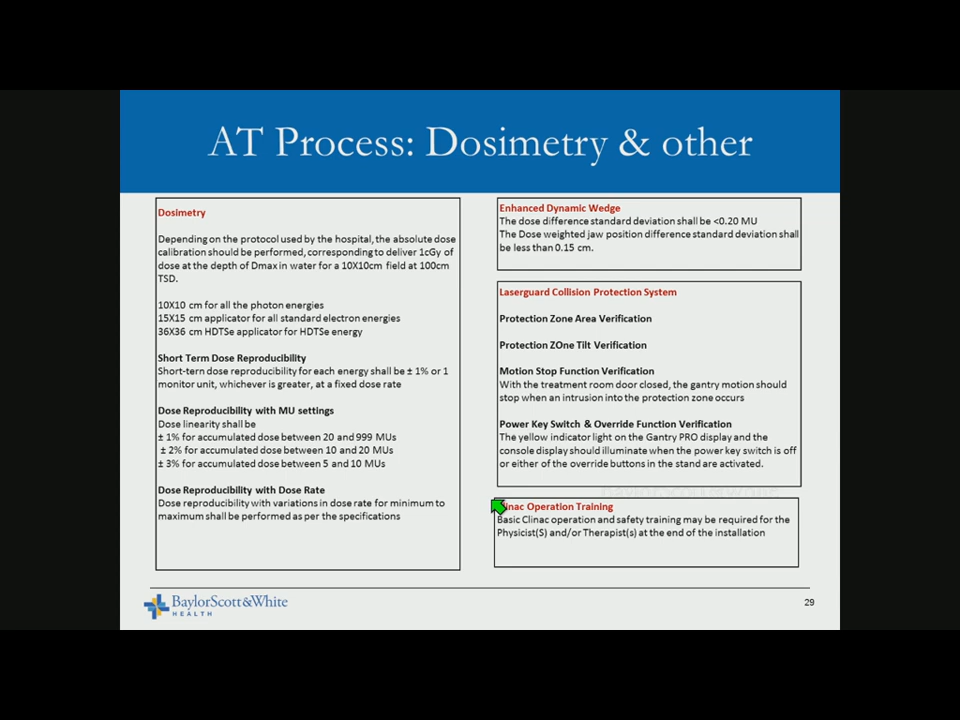 AT Process: Dosimetry & other
Dosimetry
Depending on the protocol used by the hospital, the absolute dose
calibration should be performed, corresponding to deliver 1cGy of
dose at the depth of Dmax in water for a 10X10cm field at 100cm
TSD.
10X10 cm for all the photon energies
15X15 cm applicator for all standard electron energies
36X36 cm HDTSe applicator for HDTSe energy
Short Term Dose Reproducibility
Short-tern dose reproducibility for each energy shall be ± 1% or 1
monitor unit, whichever is greater, at a fixed dose rate
Dose Reproducibility with MU settings
Dose linearity shall be
± 1% for accumulated dose between 20 and 999 MUs
± 2% for accumulated dose between 10 and 20 MUs
± 3% for accumulated dose between 5 and 10 MUs
Dose Reproducibility with Dose Rate
Dose reproducibility with variations in dose rate for minimum to
maximum shall be performed as per the specifications
Enhanced Dynamic Wedge
The dose difference standard deviation shall be <0.20 MU
The Dose weighted jaw position difference standard deviation shall
be less than 0.15 cm.
Laserguard Collision Protection System
Protection Zone Area Verification
Protection ZOne Tilt Verification
Motion Stop Function Verification
With the treatment room door closed, the gantry motion should
stop when an intrusion into the protection zone occurs
Power Key Switch & Override Function Verification
The yellow indicator light on the Gantry PRO display and the
console display should illuminate when the power key switch is off
or either of the override buttons in the stand are activated.
Operation Training
Basic Clinac operation and safety training may be required for the
Physicist(S) and/or Therapist(s) at the end of the installation
BaylorScott&White
HEALTH
29